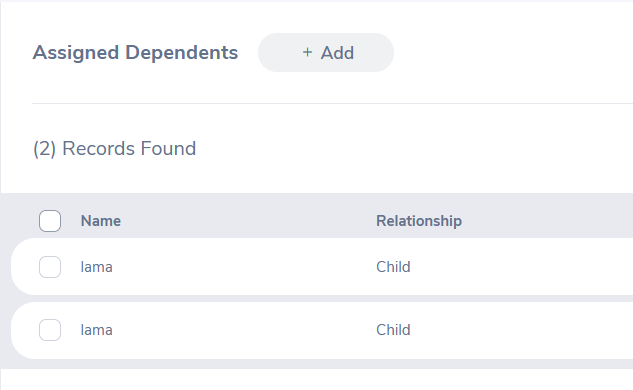 Assigned Dependents + Add
(2) Records Found
Name Relationship
lama Child
lama Child